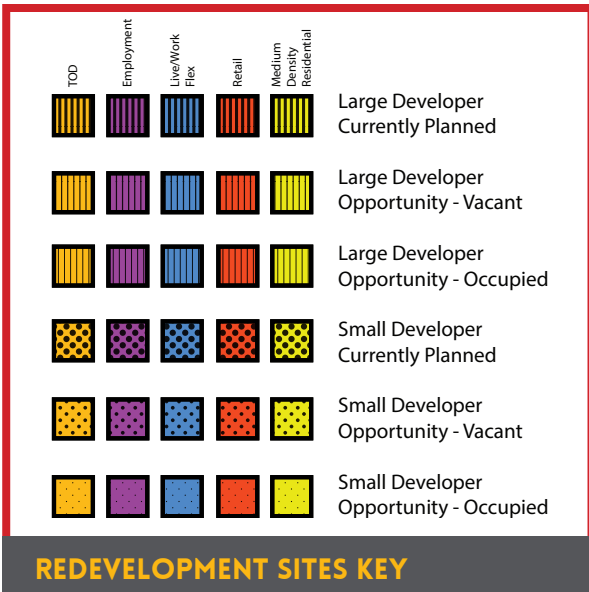 TOD
Employment
Live/Work
Flex
Retail
Medium
Density
Residential
Large Developer
Currently Planned
Large Developer
Opportunity - Vacant
Large Developer
Opportunity - Occupied
Small Developer
Currently Planned
Small Developer
Opportunity - Vacant
Small Developer
Opportunity - Occupied
REDEVELOPMENT SITES KEY